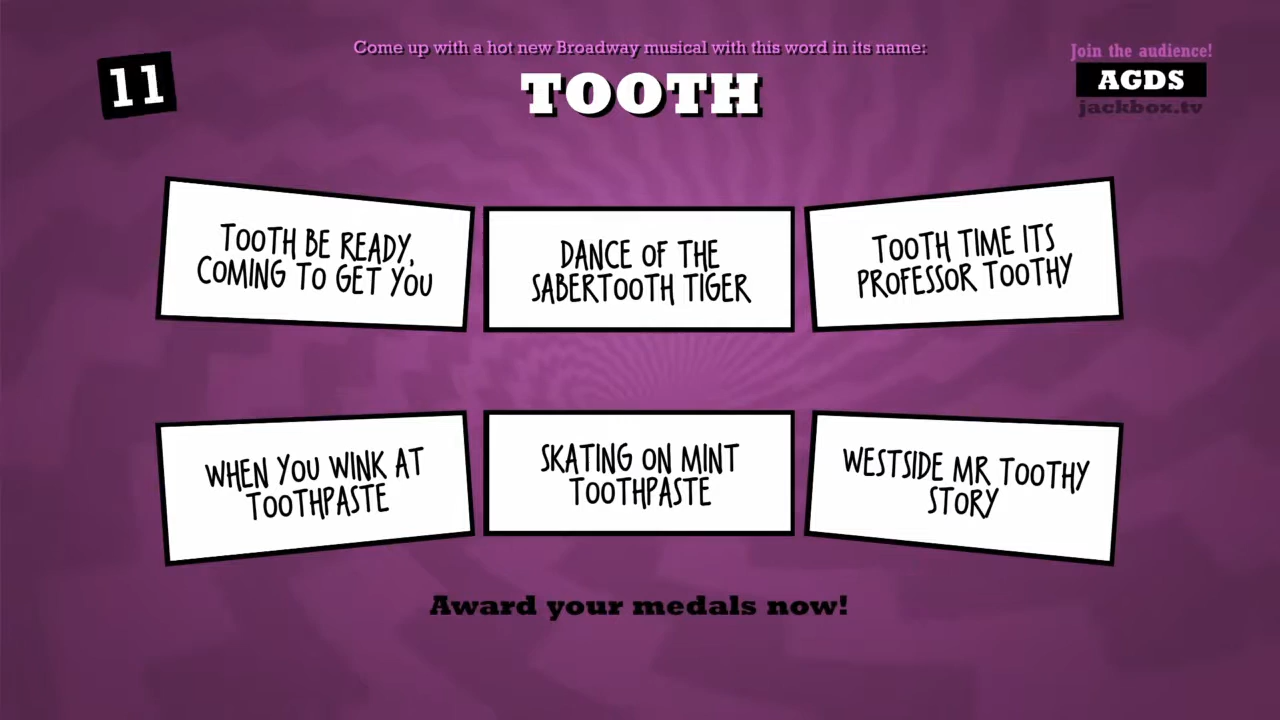 Come up with a hot new Broadway musical with this word in its name:
TOOTH
11
Join the audience!
AGDS
jackbox.tv
TOOTH BE READY,
COMING TO GET YOU
DANCE OF THE
SABERTOOTH TIGER
TOOTH TIME ITS
PROFESSOR TOOTHY
WHEN YOU WINK AT
TOOTHPASTE
SKATING ON MINT
TOOTHPASTE
WESTSIDE MR TOOTHY
STORY
Award your medals now!